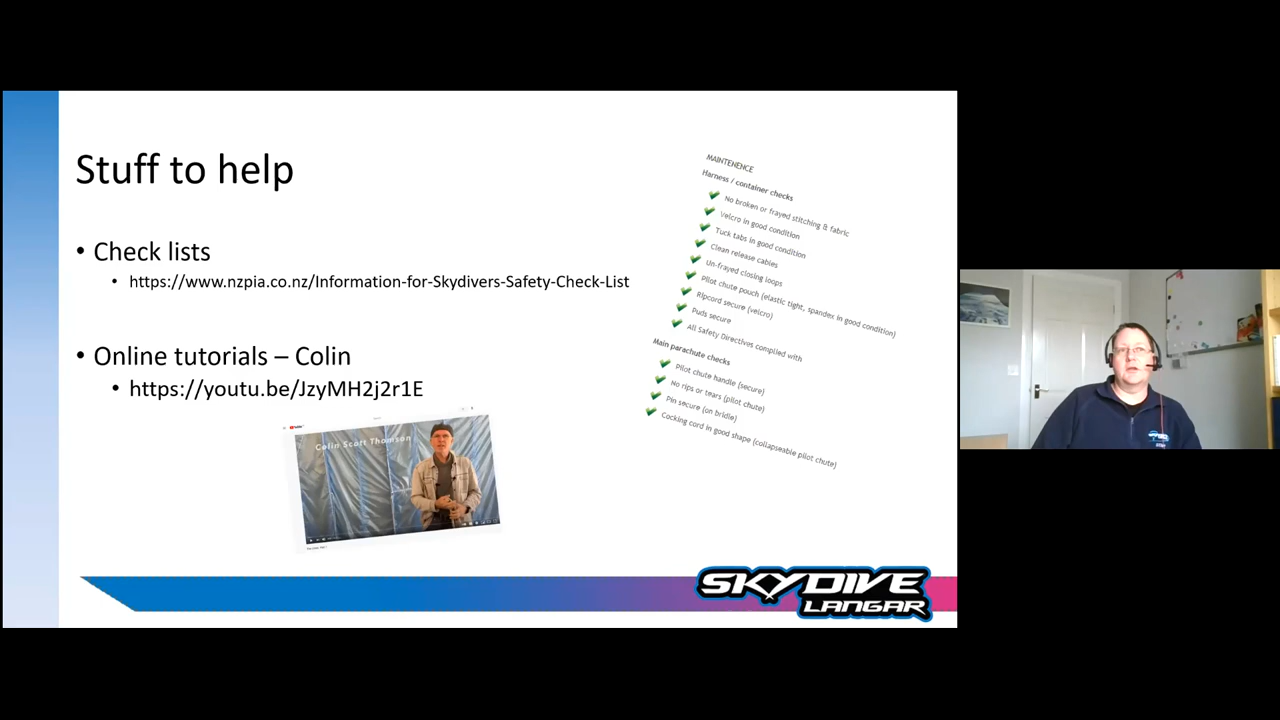 Stuff to help
• Check lists
• https://www.nzpia.co.nz/Information-for-Skydivers-Safety-Check-List
• Online tutorials – Colin
• https://youtu.be/JzyMH2j2r1E
Colin Scott Thomson
MAINTENENCE
Harness / container checks
No broken or frayed stitching & fabric
Velcro in good condition
Tuck tabs in good condition
Clean release cables
Un-frayed closing loops
Pilot chute pouch (elastic tight, spandex in good condition)
Ripcord secure (velcro)
Puds secure
All Safety Directives complied with
Main parachute checks
Pilot chute handle (secure)
No rips or tears (pilot chute)
Pin secure (on bridle)
Cocking cord in good shape (collapseable pilot chute)
SKYDIVE
LANGAR